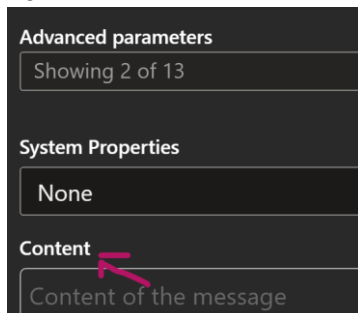 Advanced parameters
Showing 2 of 13
System Properties
None
Content
Content of the message